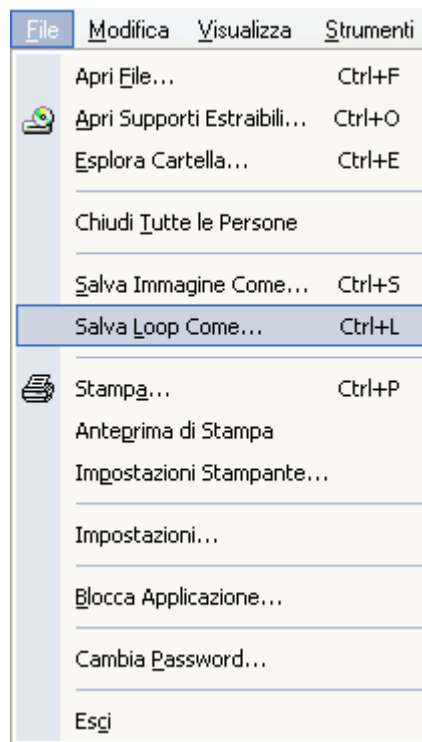 File Modifica Visualizza Strumenti
Apri File... Ctrl+F
Apri Supporti Estraibili... Ctrl+O
Esplora Cartella... Ctrl+E
Chiudi Tutte le Persone
Salva Immagine Come... Ctrl+S
Salva Loop Come... Ctrl+L
Stampa... Ctrl+P
Anteprima di Stampa
Impostazioni Stampante...
Impostazioni...
Blocca Applicazione...
Cambia Password...
Esci